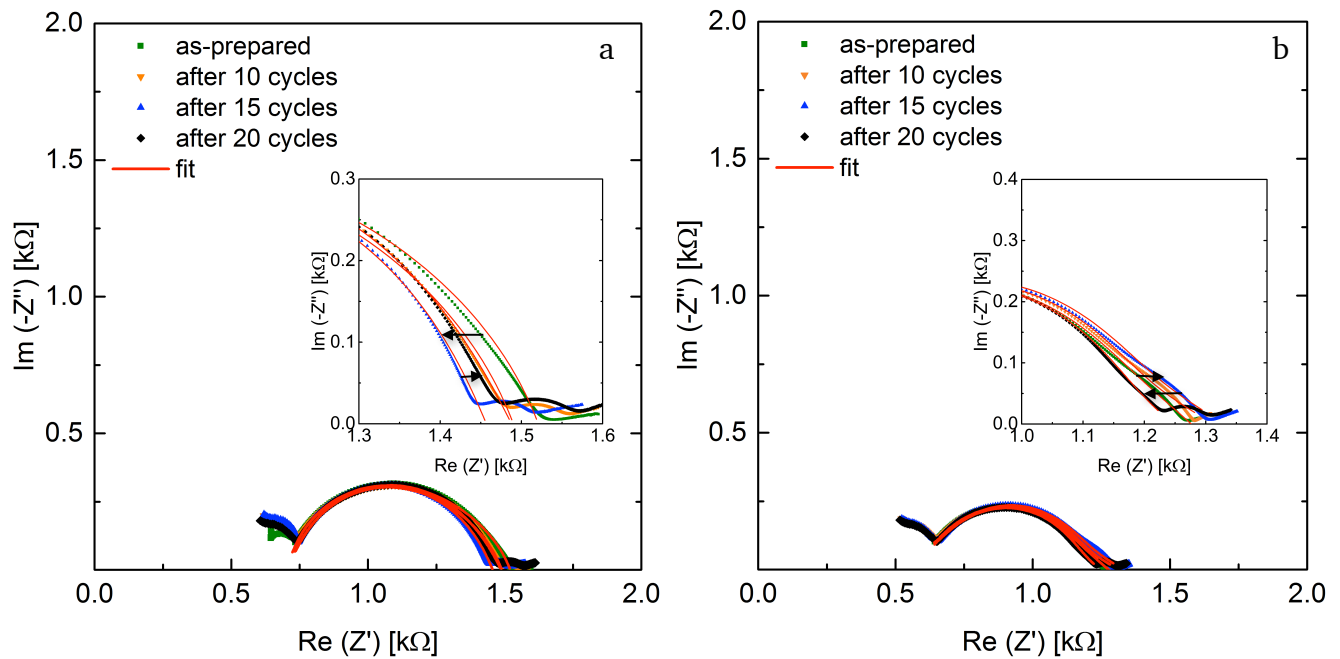 a
2.0
1.5
1.0
0.5
Im (-Z") [kΩ]
as-prepared
after 10 cycles
after 15 cycles
after 20 cycles
fit
0.3
0.2
0.1
0.0
Im (-Z") [kΩ]
1.3 1.4 1.5 1.6
Re (Z') [kΩ]
0.0 0.5 1.0 1.5 2.0
Re (Z') [kΩ]
b
2.0
1.5
1.0
0.5
Im (-Z") [kΩ]
as-prepared
after 10 cycles
after 15 cycles
after 20 cycles
fit
0.4
0.3
0.2
0.1
0.0
Im (-Z") [kΩ]
1.0 1.1 1.2 1.3 1.4
Re (Z') [kΩ]
0.0 0.5 1.0 1.5 2.0
Re (Z') [kΩ]